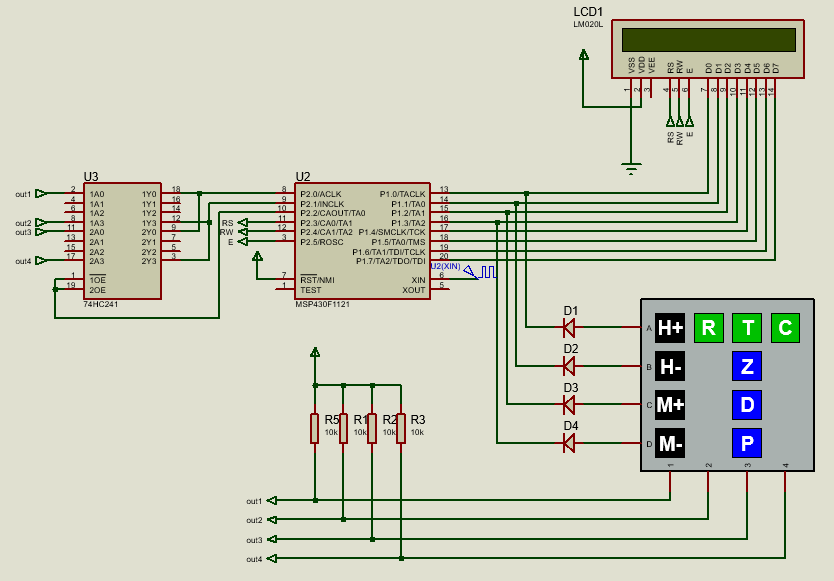 LCD1
LM020L
VSS VDD VEE RS RW E D0 D1 D2 D3 D4 D5 D6 D7
1 2 3 4 5 6 7 8 9 10 11 12 13 14
RS RW E
U3
out1 2 1A0 1Y0 18
4 1A1 1Y1 16
6 1A2 1Y2 14
out2 8 1A3 1Y3 12
out3 11 2A0 2Y0 9
13 2A1 2Y1 7
15 2A2 2Y2 5
out4 17 2A3 2Y3 3
1 1OE
19 2OE
74HC241
U2
8 P2.0/ACLK P1.0/TACLK 13
9 P2.1/INCLK P1.1/TA0 14
10 P2.2/CAOUT/TA0 P1.2/TA1 15
RS 11 P2.3/CA0/TA1 P1.3/TA2 16
RW 12 P2.4/CA1/TA2 P1.4/SMCLK/TCK 17
E 3 P2.5/ROSC P1.5/TA0/TMS 18
P1.6/TA1/TDI/TCLK 19
P1.7/TA2/TDO/TDI 20
U2(XIN)
7 RST/NMI XIN 6
1 TEST XOUT 5
MSP430F1121
D1
D2
D3
D4
A H+ R T C
B H- Z
C M+ D
D M- P
1 2 3 4
R5 R1 R2 R3
10k 10k 10k 10k
out1
out2
out3
out4